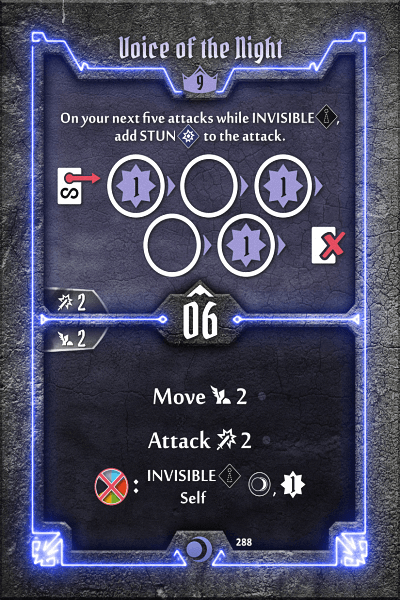 Voice of the Night
9
On your next five attacks while INVISIBLE,
add STUN to the attack.
S 1 1
1
2
06
2
Move 2
Attack 2
: INVISIBLE , 1
Self
288